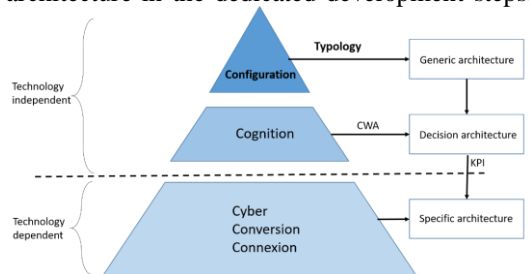 architecture in the dedicated development steps
Technology
independent
Configuration
Typology
Generic architecture
Cognition
CWA
Decision architecture
KPI
Technology
dependent
Cyber
Conversion
Connexion
Specific architecture